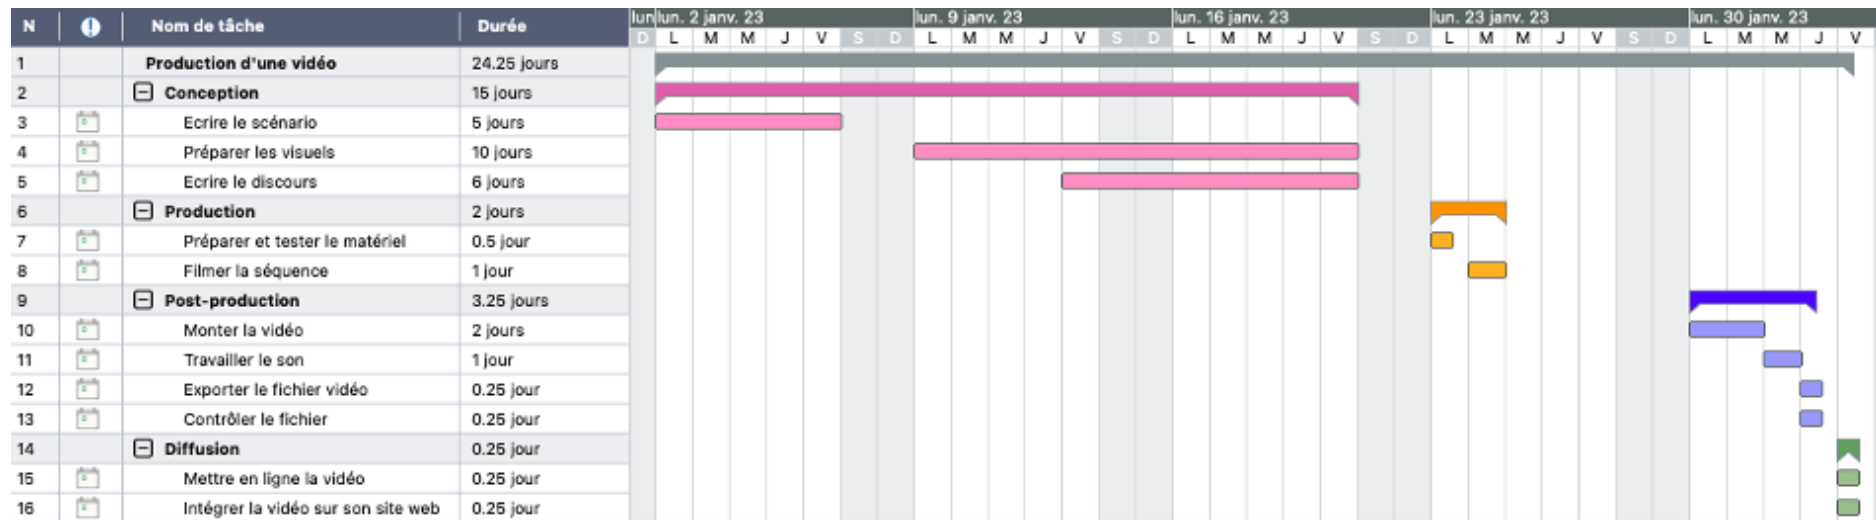 N Nom de tâche Durée lun lun. 2 janv. 23 lun. 9 janv. 23 lun. 16 janv. 23 lun. 23 janv. 23 lun. 30 janv. 23
D L M M J V S D L M M J V S D L M M J V S D L M M J V S D L M M J V
1 Production d'une vidéo 24.25 jours
2 Conception 15 jours
3 Ecrire le scénario 5 jours
4 Préparer les visuels 10 jours
5 Ecrire le discours 6 jours
6 Production 2 jours
7 Préparer et tester le matériel 0.5 jour
8 Filmer la séquence 1 jour
9 Post-production 3.25 jours
10 Monter la vidéo 2 jours
11 Travailler le son 1 jour
12 Exporter le fichier vidéo 0.25 jour
13 Contrôler le fichier 0.25 jour
14 Diffusion 0.25 jour
15 Mettre en ligne la vidéo 0.25 jour
16 Intégrer la vidéo sur son site web 0.25 jour